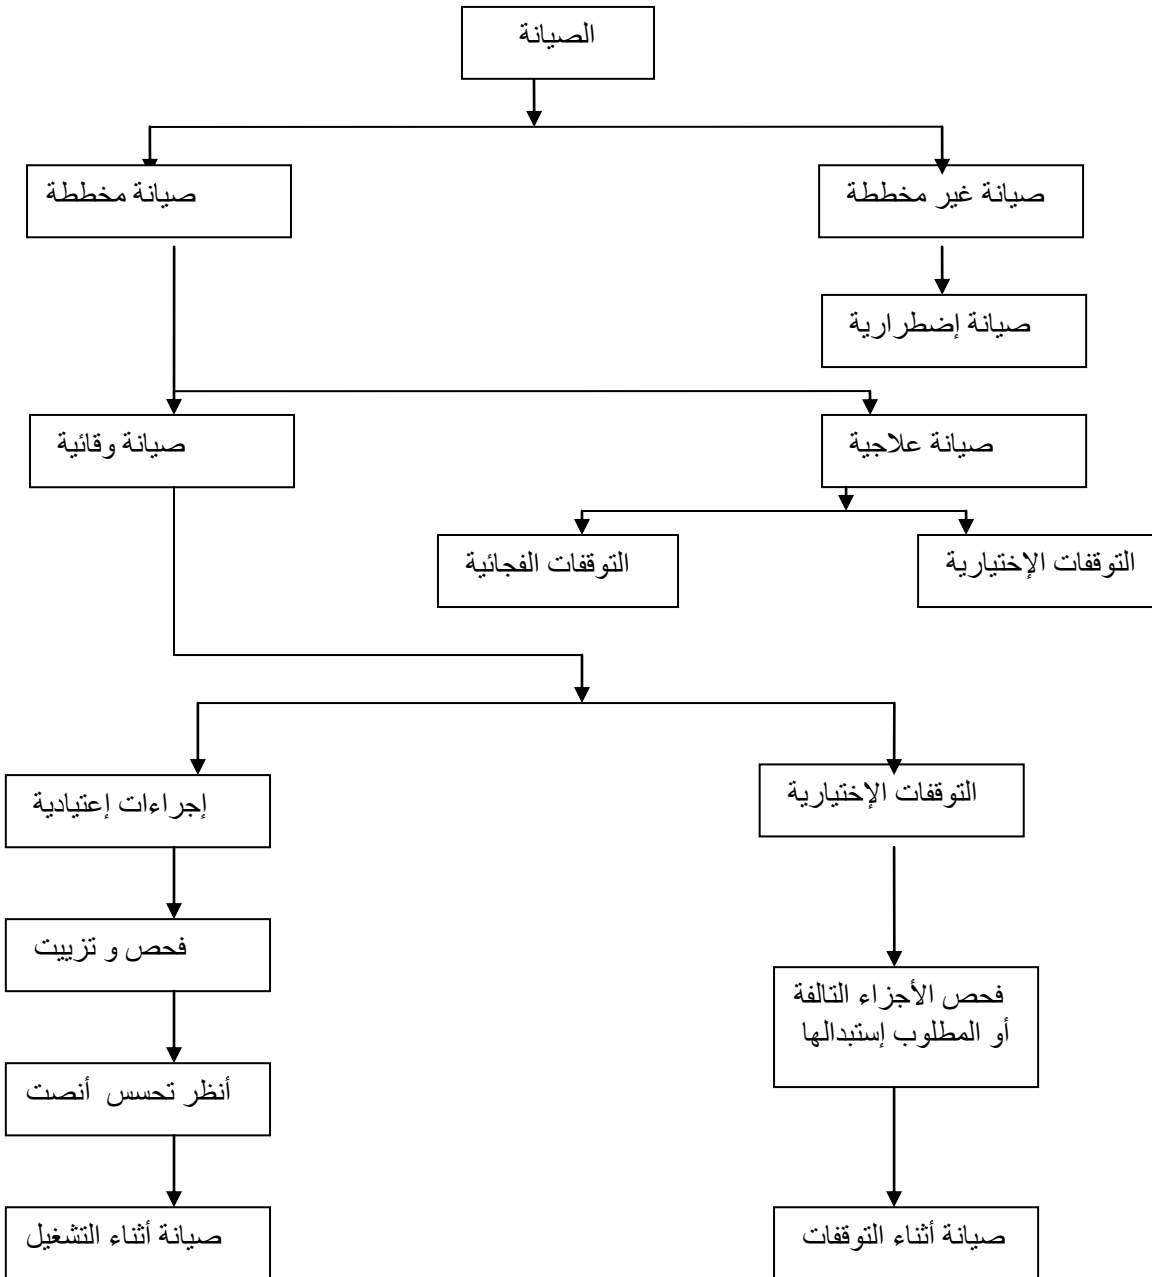 الصيانة
صيانة غير مخططة
صيانة مخططة
صيانة إضطرارية
صيانة علاجية
صيانة وقائية
التوقفات الإختيارية
التوقفات الفجائية
التوقفات الإختيارية
إجراءات إعتيادية
فحص و تزييت
فحص الأجزاء التالفة
أو المطلوب إستبدالها
أنظر تحسس أنصت
صيانة أثناء التوقفات
صيانة أثناء التشغيل